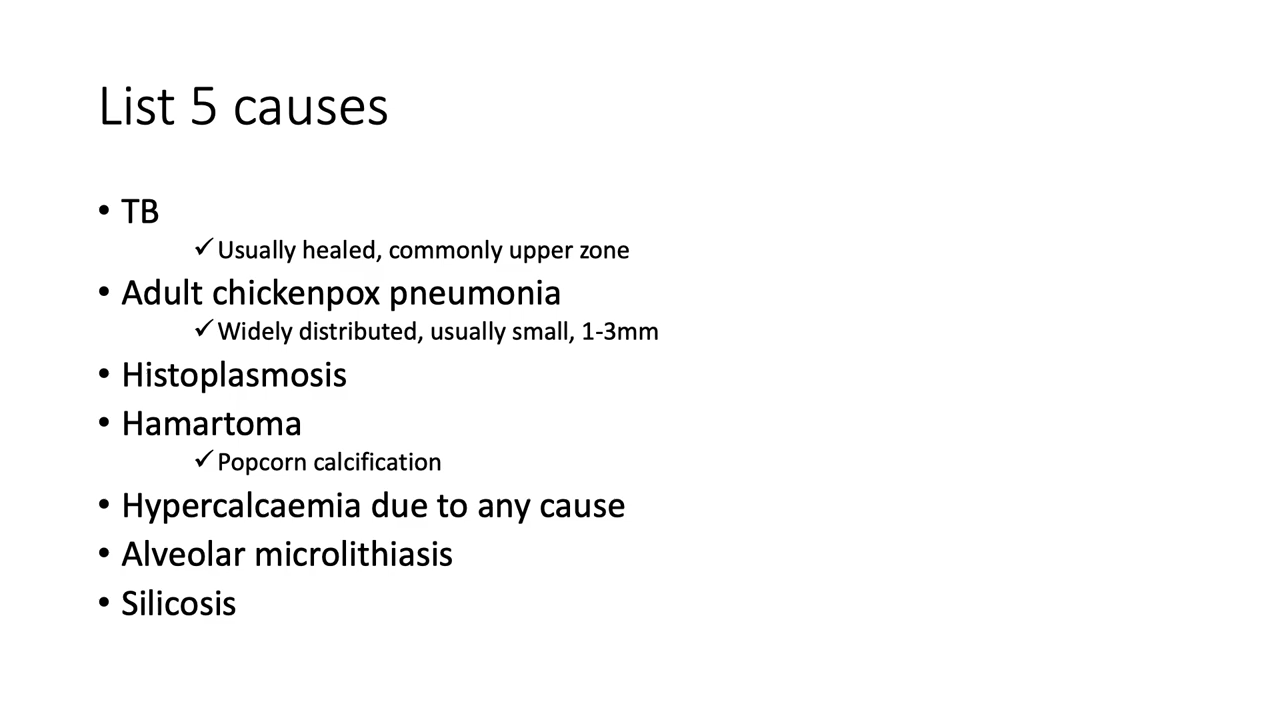 List 5 causes
• TB
✓Usually healed, commonly upper zone
• Adult chickenpox pneumonia
✓Widely distributed, usually small, 1-3mm
• Histoplasmosis
• Hamartoma
✓Popcorn calcification
• Hypercalcaemia due to any cause
• Alveolar microlithiasis
• Silicosis